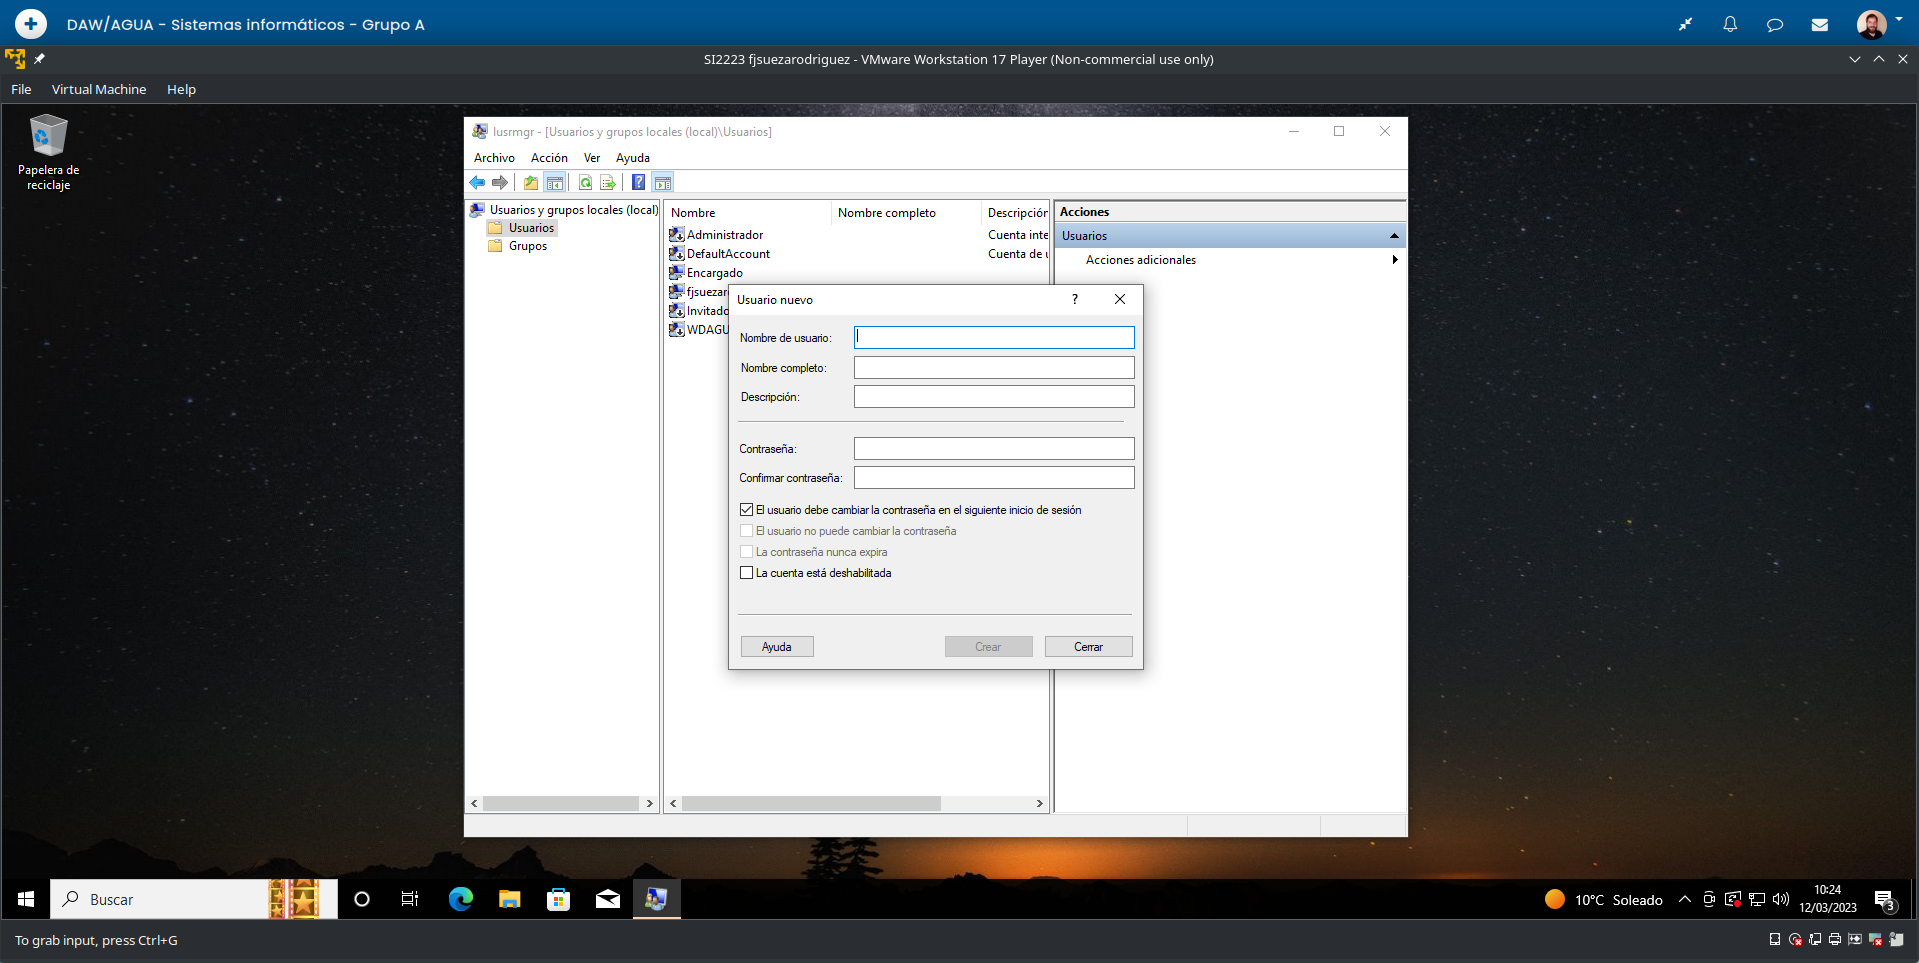 DAW/AGUA - Sistemas informáticos - Grupo A
SI2223 fjsuezarodriguez - VMware Workstation 17 Player (Non-commercial use only)
File Virtual Machine Help
Papelera de
reciclaje
lusrmgr - [Usuarios y grupos locales (local)\Usuarios]
Archivo Acción Ver Ayuda
Usuarios y grupos locales (local)
Usuarios
Grupos
Nombre Nombre completo Descripción
Administrador Cuenta inte
DefaultAccount Cuenta de u
Encargado
fjsuezar
Invitado
WDAGU
Acciones
Usuarios
Acciones adicionales
Usuario nuevo
?
Nombre de usuario:
Nombre completo:
Descripción:
Contraseña:
Confirmar contraseña:
El usuario debe cambiar la contraseña en el siguiente inicio de sesión
El usuario no puede cambiar la contraseña
La contraseña nunca expira
La cuenta está deshabilitada
Ayuda Crear Cerrar
Buscar
10°C Soleado
10:24
12/03/2023
3
To grab input, press Ctrl+G